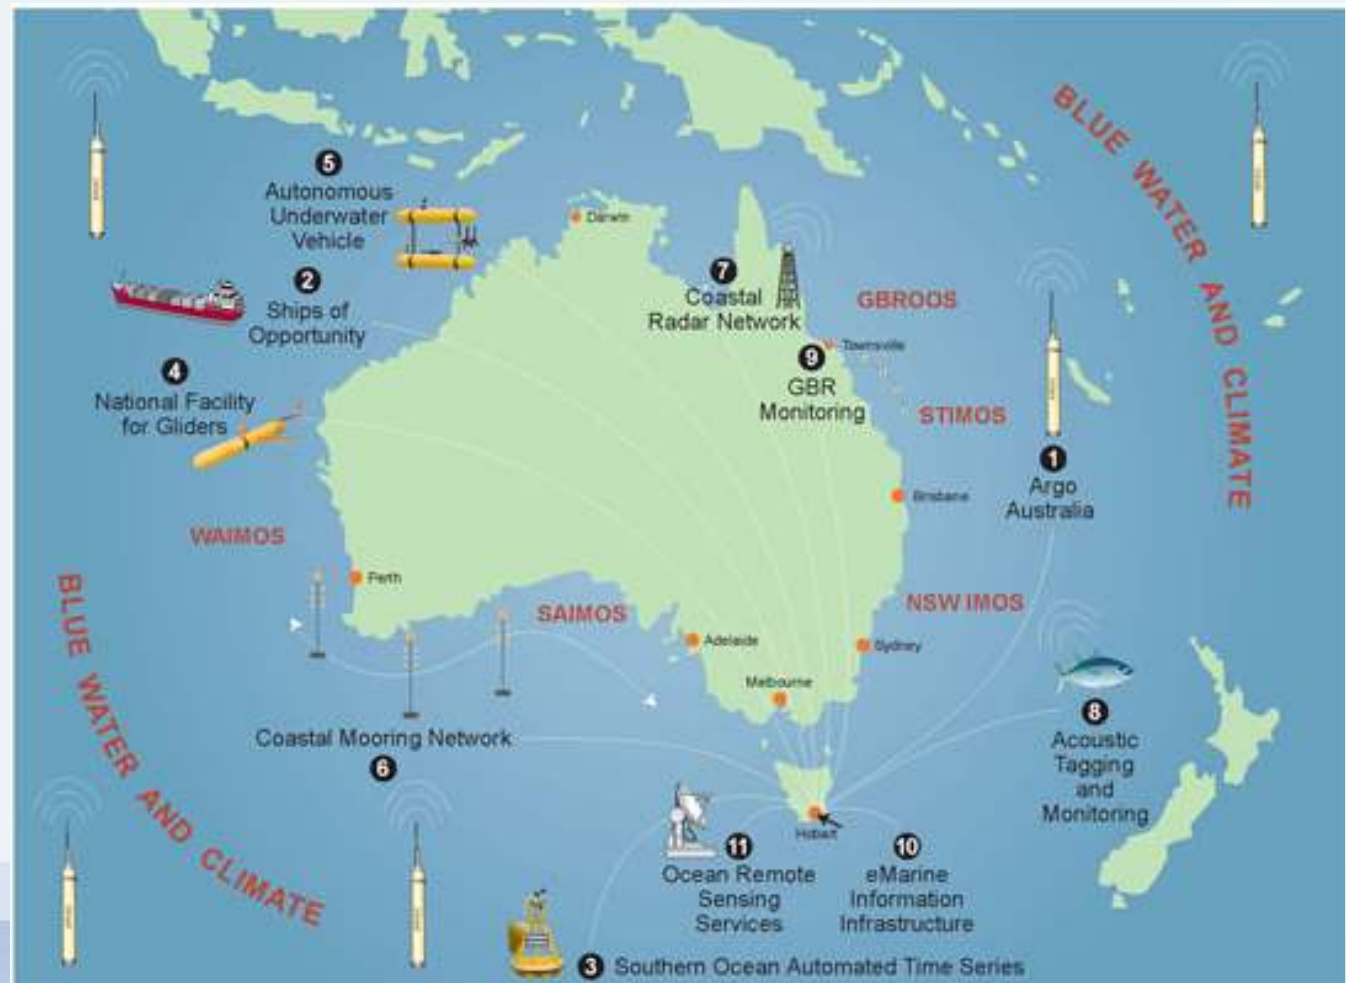 BLUE WATER AND CLIMATE
5
Autonomous
Underwater
Vehicle
Darwin
2
Ships of
Opportunity
7
Coastal
Radar Network
GBROOS
Townsville
9
GBR
Monitoring
4
National Facility
for Gliders
STIMOS
1
Argo
Australia
Brisbane
WAIMOS
Perth
SAIMOS
NSW IMOS
Adelaide
Sydney
Melbourne
BLUE WATER AND CLIMATE
Coastal Mooring Network
6
8
Acoustic
Tagging
and
Monitoring
Hobart
11
Ocean Remote
Sensing
Services
10
eMarine
Information
Infrastructure
3 Southern Ocean Automated Time Series